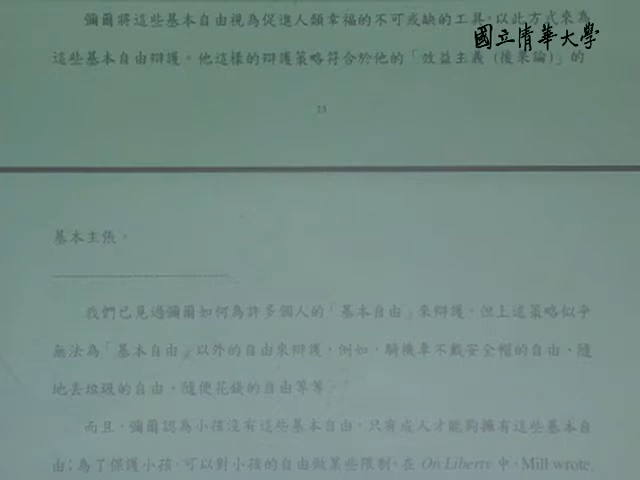 彌爾將這些基本自由視為促進人類幸福的不可或缺的工具，以此方式來為
國立清華大學
這些基本自由辯護。他這樣的辯護策略符合於他的「效益主義（後果論）」的
13
基本主張。
我們已見過彌爾如何為許多個人的「基本自由」來辯護，但上述策略似乎
無法為「基本自由」以外的自由來辯護，例如，騎機車不戴安全帽的自由、隨
地丟垃圾的自由、隨便花錢的自由等等。
而且，彌爾認為小孩沒有這些基本自由，只有成人才能夠擁有這些基本自
由；為了保護小孩，可以對小孩的自由做某些限制。在 On Liberty 中，Mill wrote